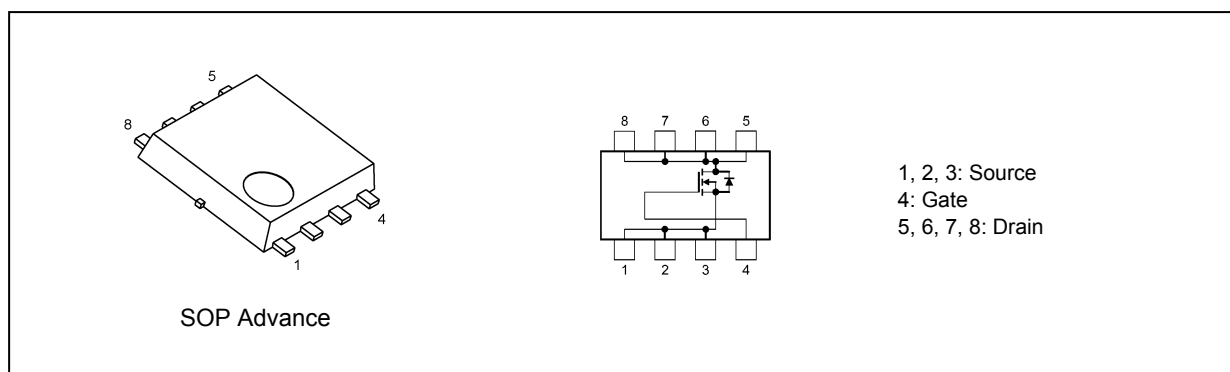 5
8
4
1
SOP Advance
8 7 6 5
1 2 3 4
1, 2, 3: Source
4: Gate
5, 6, 7, 8: Drain